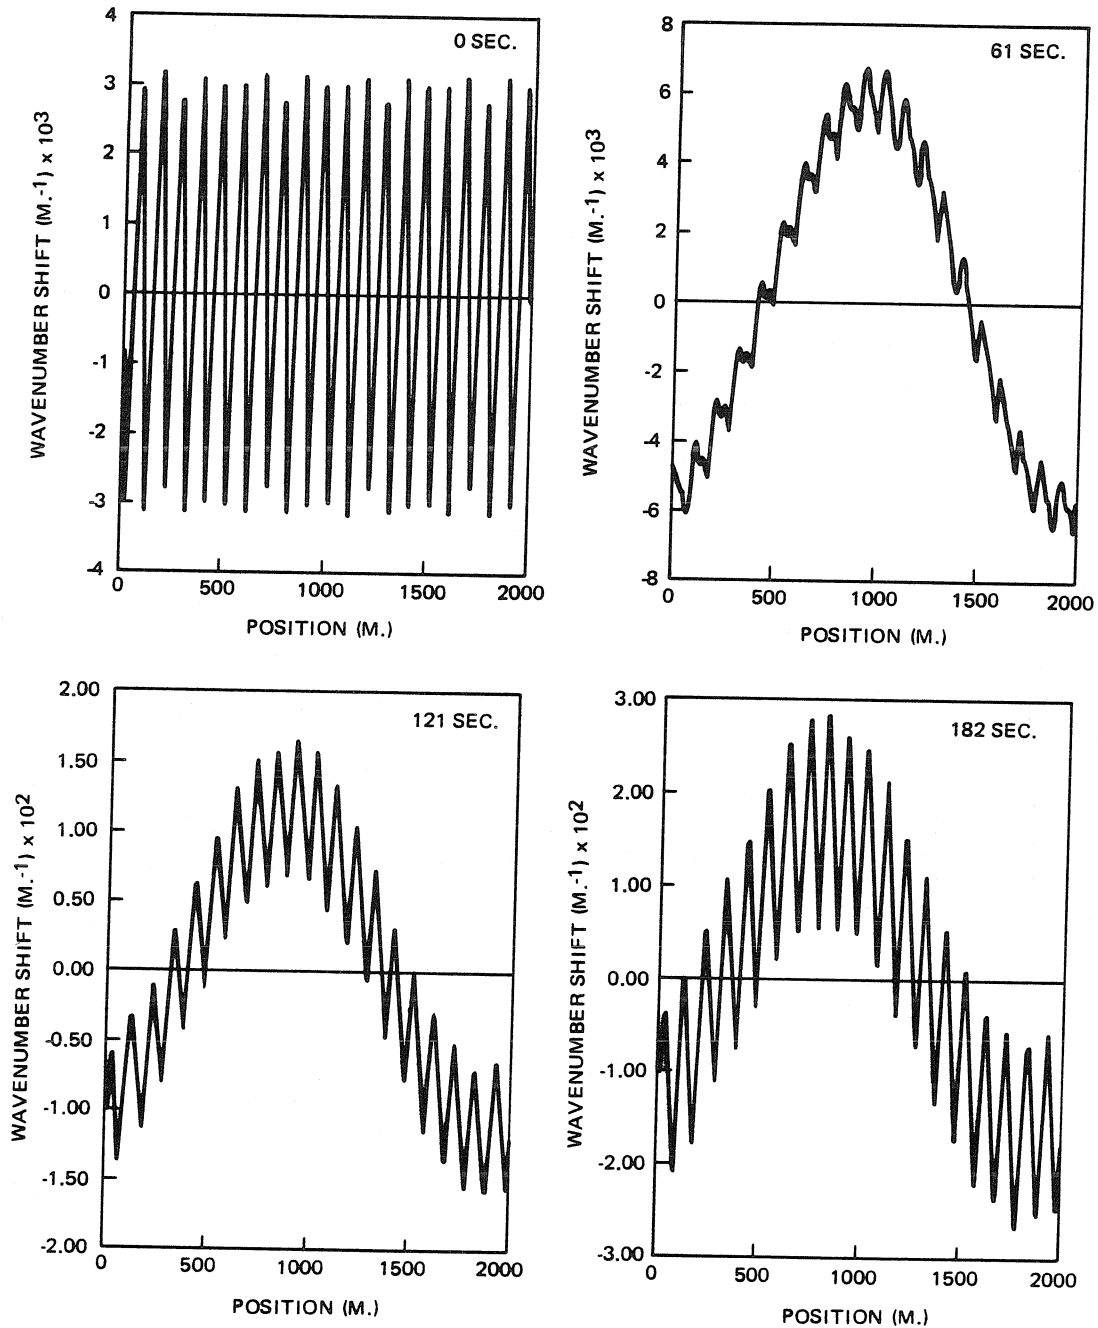 0 SEC.
4
3
2
1
0
-1
-2
-3
-4
WAVENUMBER SHIFT (M.⁻¹) x 10³
0 500 1000 1500 2000
POSITION (M.)
61 SEC.
8
6
4
2
0
-2
-4
-6
-8
WAVENUMBER SHIFT (M.⁻¹) x 10³
0 500 1000 1500 2000
POSITION (M.)
121 SEC.
2.00
1.50
1.00
0.50
0.00
-0.50
-1.00
-1.50
-2.00
WAVENUMBER SHIFT (M.⁻¹) x 10²
0 500 1000 1500 2000
POSITION (M.)
182 SEC.
3.00
2.00
1.00
0.00
-1.00
-2.00
-3.00
WAVENUMBER SHIFT (M.⁻¹) x 10²
0 500 1000 1500 2000
POSITION (M.)